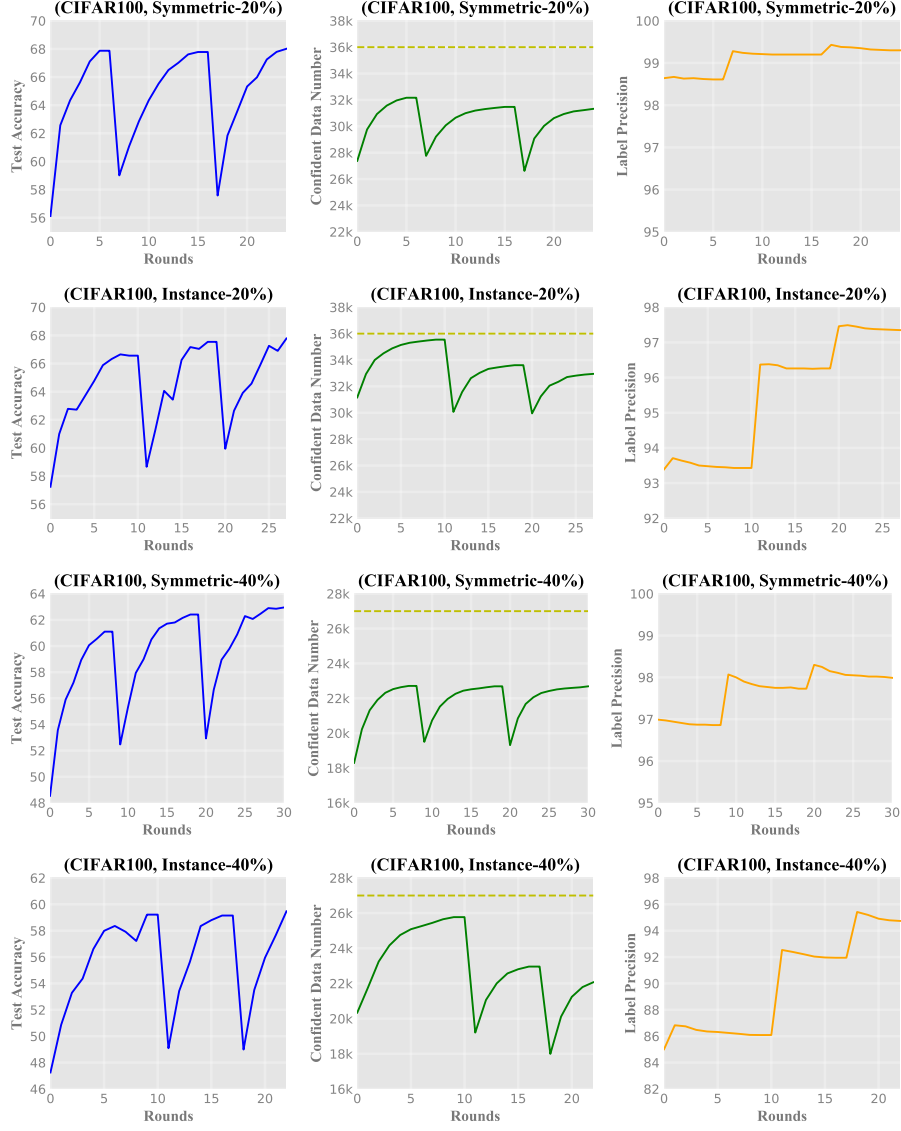 (CIFAR100, Symmetric-20%)
(CIFAR100, Symmetric-20%)
(CIFAR100, Symmetric-20%)
70
68
66
64
62
60
58
56
Test Accuracy
0 5 10 15 20
Rounds
38k
36k
34k
32k
30k
28k
26k
24k
22k
Confident Data Number
0 5 10 15 20
Rounds
100
99
98
97
96
95
Label Precision
0 5 10 15 20
Rounds
(CIFAR100, Instance-20%)
(CIFAR100, Instance-20%)
(CIFAR100, Instance-20%)
70
68
66
64
62
60
58
56
Test Accuracy
0 5 10 15 20 25
Rounds
38k
36k
34k
32k
30k
28k
26k
24k
22k
Confident Data Number
0 5 10 15 20 25
Rounds
98
97
96
95
94
93
92
Label Precision
0 5 10 15 20 25
Rounds
(CIFAR100, Symmetric-40%)
(CIFAR100, Symmetric-40%)
(CIFAR100, Symmetric-40%)
64
62
60
58
56
54
52
50
48
Test Accuracy
0 5 10 15 20 25 30
Rounds
28k
26k
24k
22k
20k
18k
16k
Confident Data Number
0 5 10 15 20 25 30
Rounds
100
99
98
97
96
95
Label Precision
0 5 10 15 20 25 30
Rounds
(CIFAR100, Instance-40%)
(CIFAR100, Instance-40%)
(CIFAR100, Instance-40%)
62
60
58
56
54
52
50
48
46
Test Accuracy
0 5 10 15 20
Rounds
28k
26k
24k
22k
20k
18k
16k
Confident Data Number
0 5 10 15 20
Rounds
98
96
94
92
90
88
86
84
82
Label Precision
0 5 10 15 20
Rounds